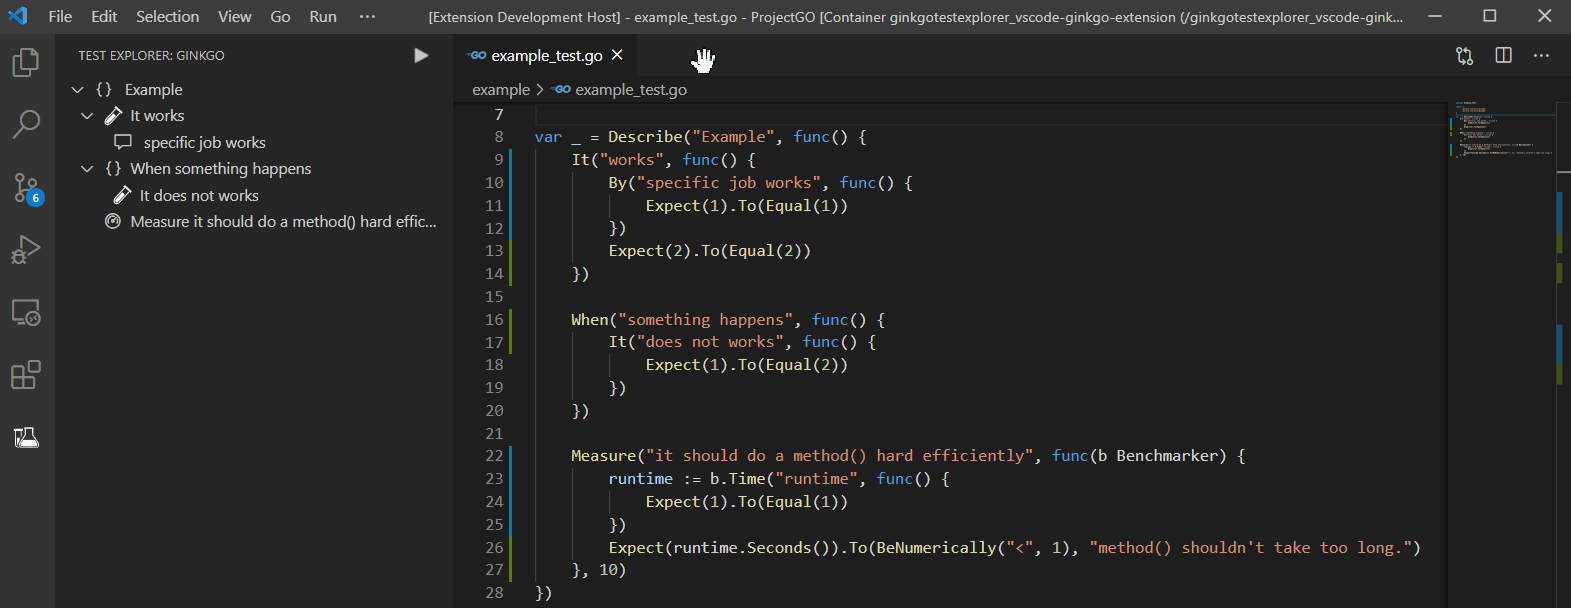 File Edit Selection View Go Run ··· [Extension Development Host] - example_test.go - ProjectGO [Container ginkgotestexplorer_vscode-ginkgo-extension (/ginkgotestexplorer_vscode-gink...
TEST EXPLORER: GINKGO
{} Example
It works
specific job works
{} When something happens
It does not works
Measure it should do a method() hard effic...
6
GO example_test.go
example > GO example_test.go
7
8 var _ = Describe("Example", func() {
9 It("works", func() {
10 By("specific job works", func() {
11 Expect(1).To(Equal(1))
12 })
13 Expect(2).To(Equal(2))
14 })
15
16 When("something happens", func() {
17 It("does not works", func() {
18 Expect(1).To(Equal(2))
19 })
20 })
21
22 Measure("it should do a method() hard efficiently", func(b Benchmarker) {
23 runtime := b.Time("runtime", func() {
24 Expect(1).To(Equal(1))
25 })
26 Expect(runtime.Seconds()).To(BeNumerically("<", 1), "method() shouldn't take too long.")
27 }, 10)
28 })